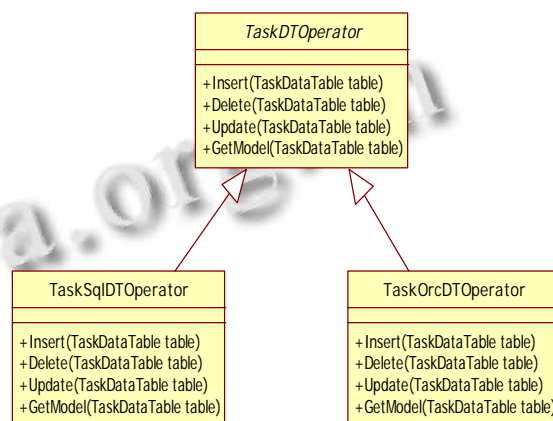 TaskDTOperator
+Insert(TaskDataTable table)
+Delete(TaskDataTable table)
+Update(TaskDataTable table)
+GetModel(TaskDataTable table)
TaskSqlDTOperator
+Insert(TaskDataTable table)
+Delete(TaskDataTable table)
+Update(TaskDataTable table)
+GetModel(TaskDataTable table)
TaskOrcDTOperator
+Insert(TaskDataTable table)
+Delete(TaskDataTable table)
+Update(TaskDataTable table)
+GetModel(TaskDataTable table)